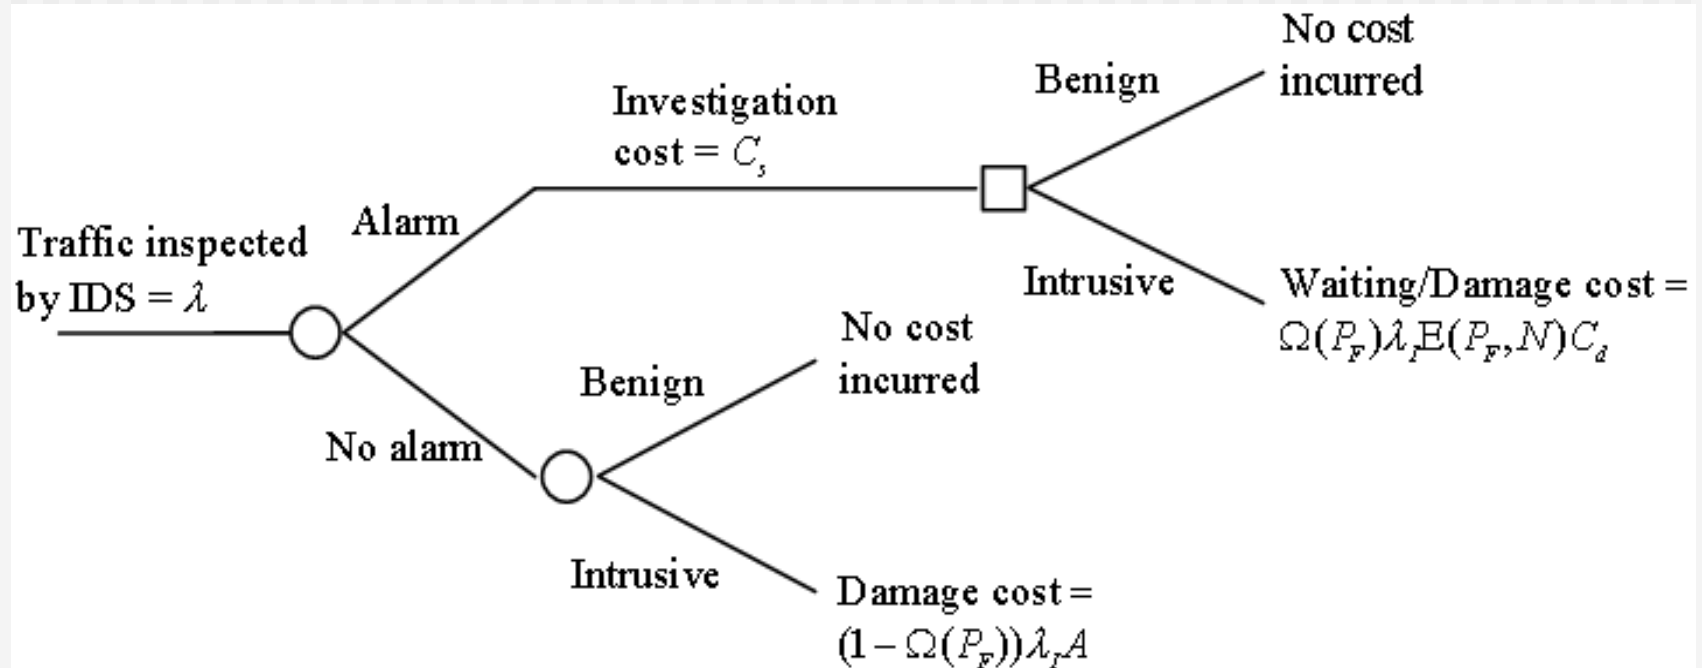 No cost
incurred
Benign
Investigation
cost = C_s
Alarm
Traffic inspected
by IDS = λ
Intrusive
Waiting/Damage cost =
Ω(P_F)λ_I E(P_F,N)C_d
No cost
incurred
Benign
No alarm
Intrusive
Damage cost =
(1 − Ω(P_F))λ_I A